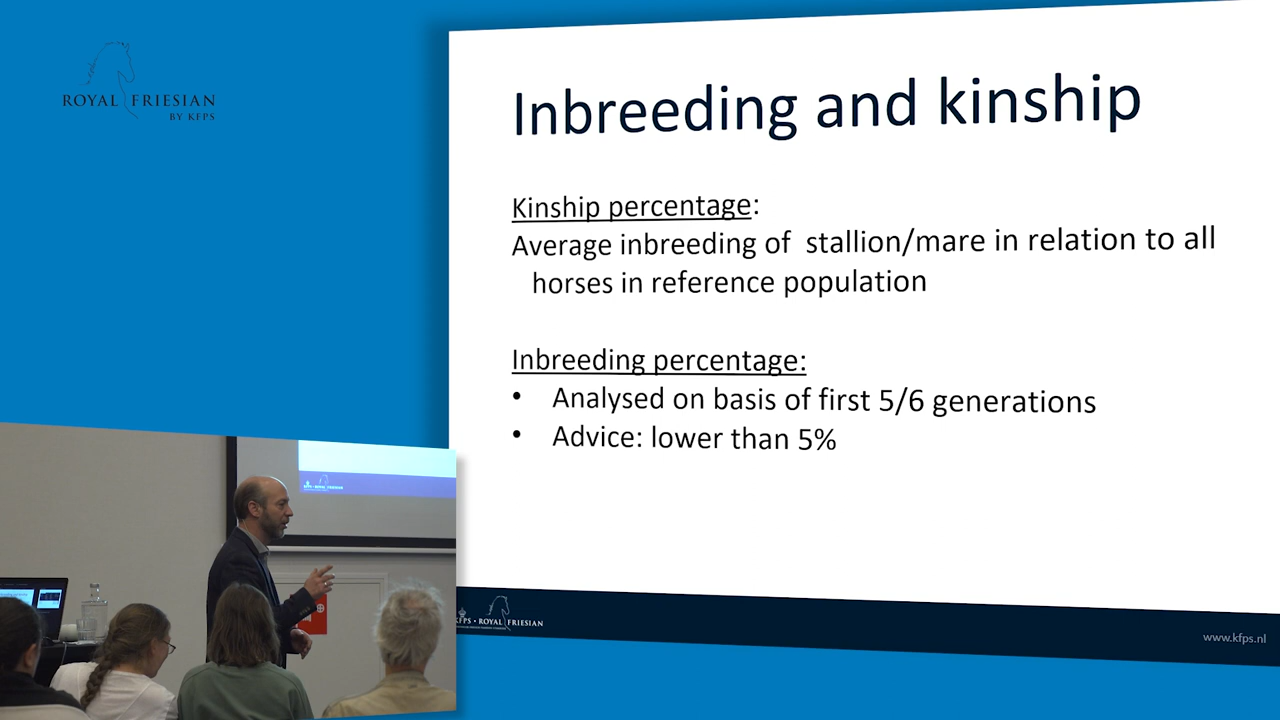 ROYAL FRIESIAN
BY KFPS
Inbreeding and kinship
Kinship percentage:
Average inbreeding of stallion/mare in relation to all
horses in reference population
Inbreeding percentage:
• Analysed on basis of first 5/6 generations
• Advice: lower than 5%
KFPS • ROYAL FRIESIAN
www.kfps.nl